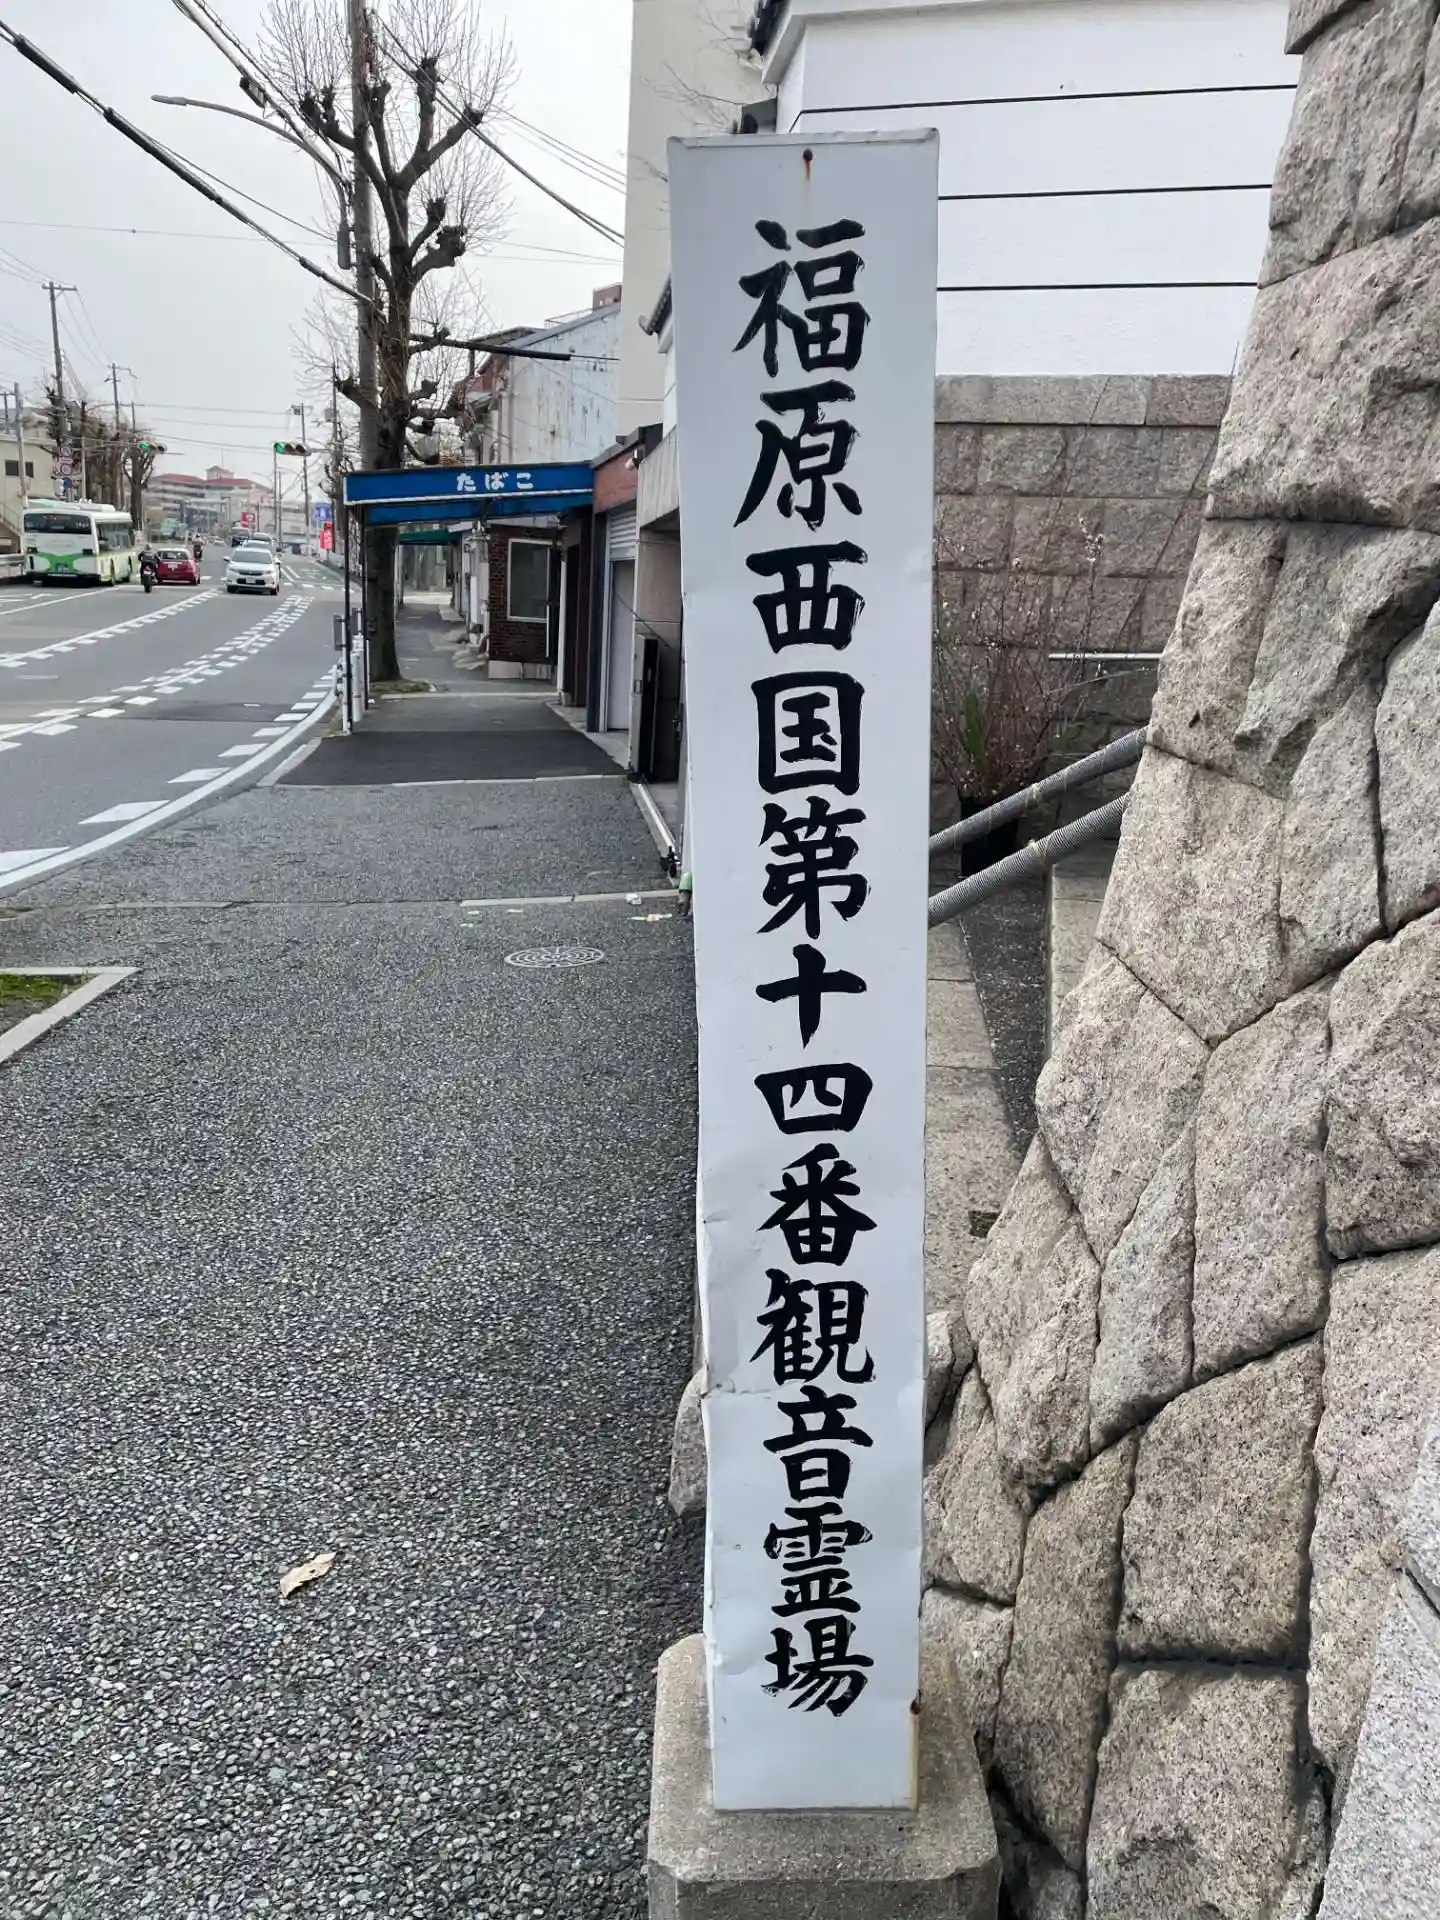 福原西国第十四番観音霊場
たばこ